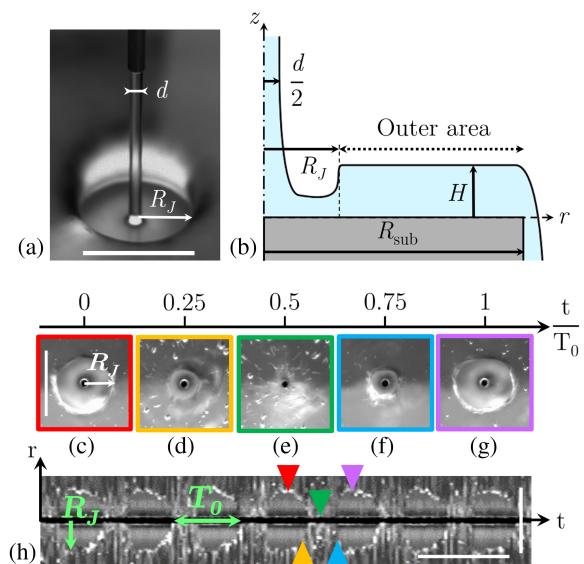 d
R_J
(a)
z
d/2
Outer area
R_J
H
r
R_sub
(b)
0 0.25 0.5 0.75 1 t/T_0
R_J
(c) (d) (e) (f) (g)
r
R_J
T_0
t
(h)